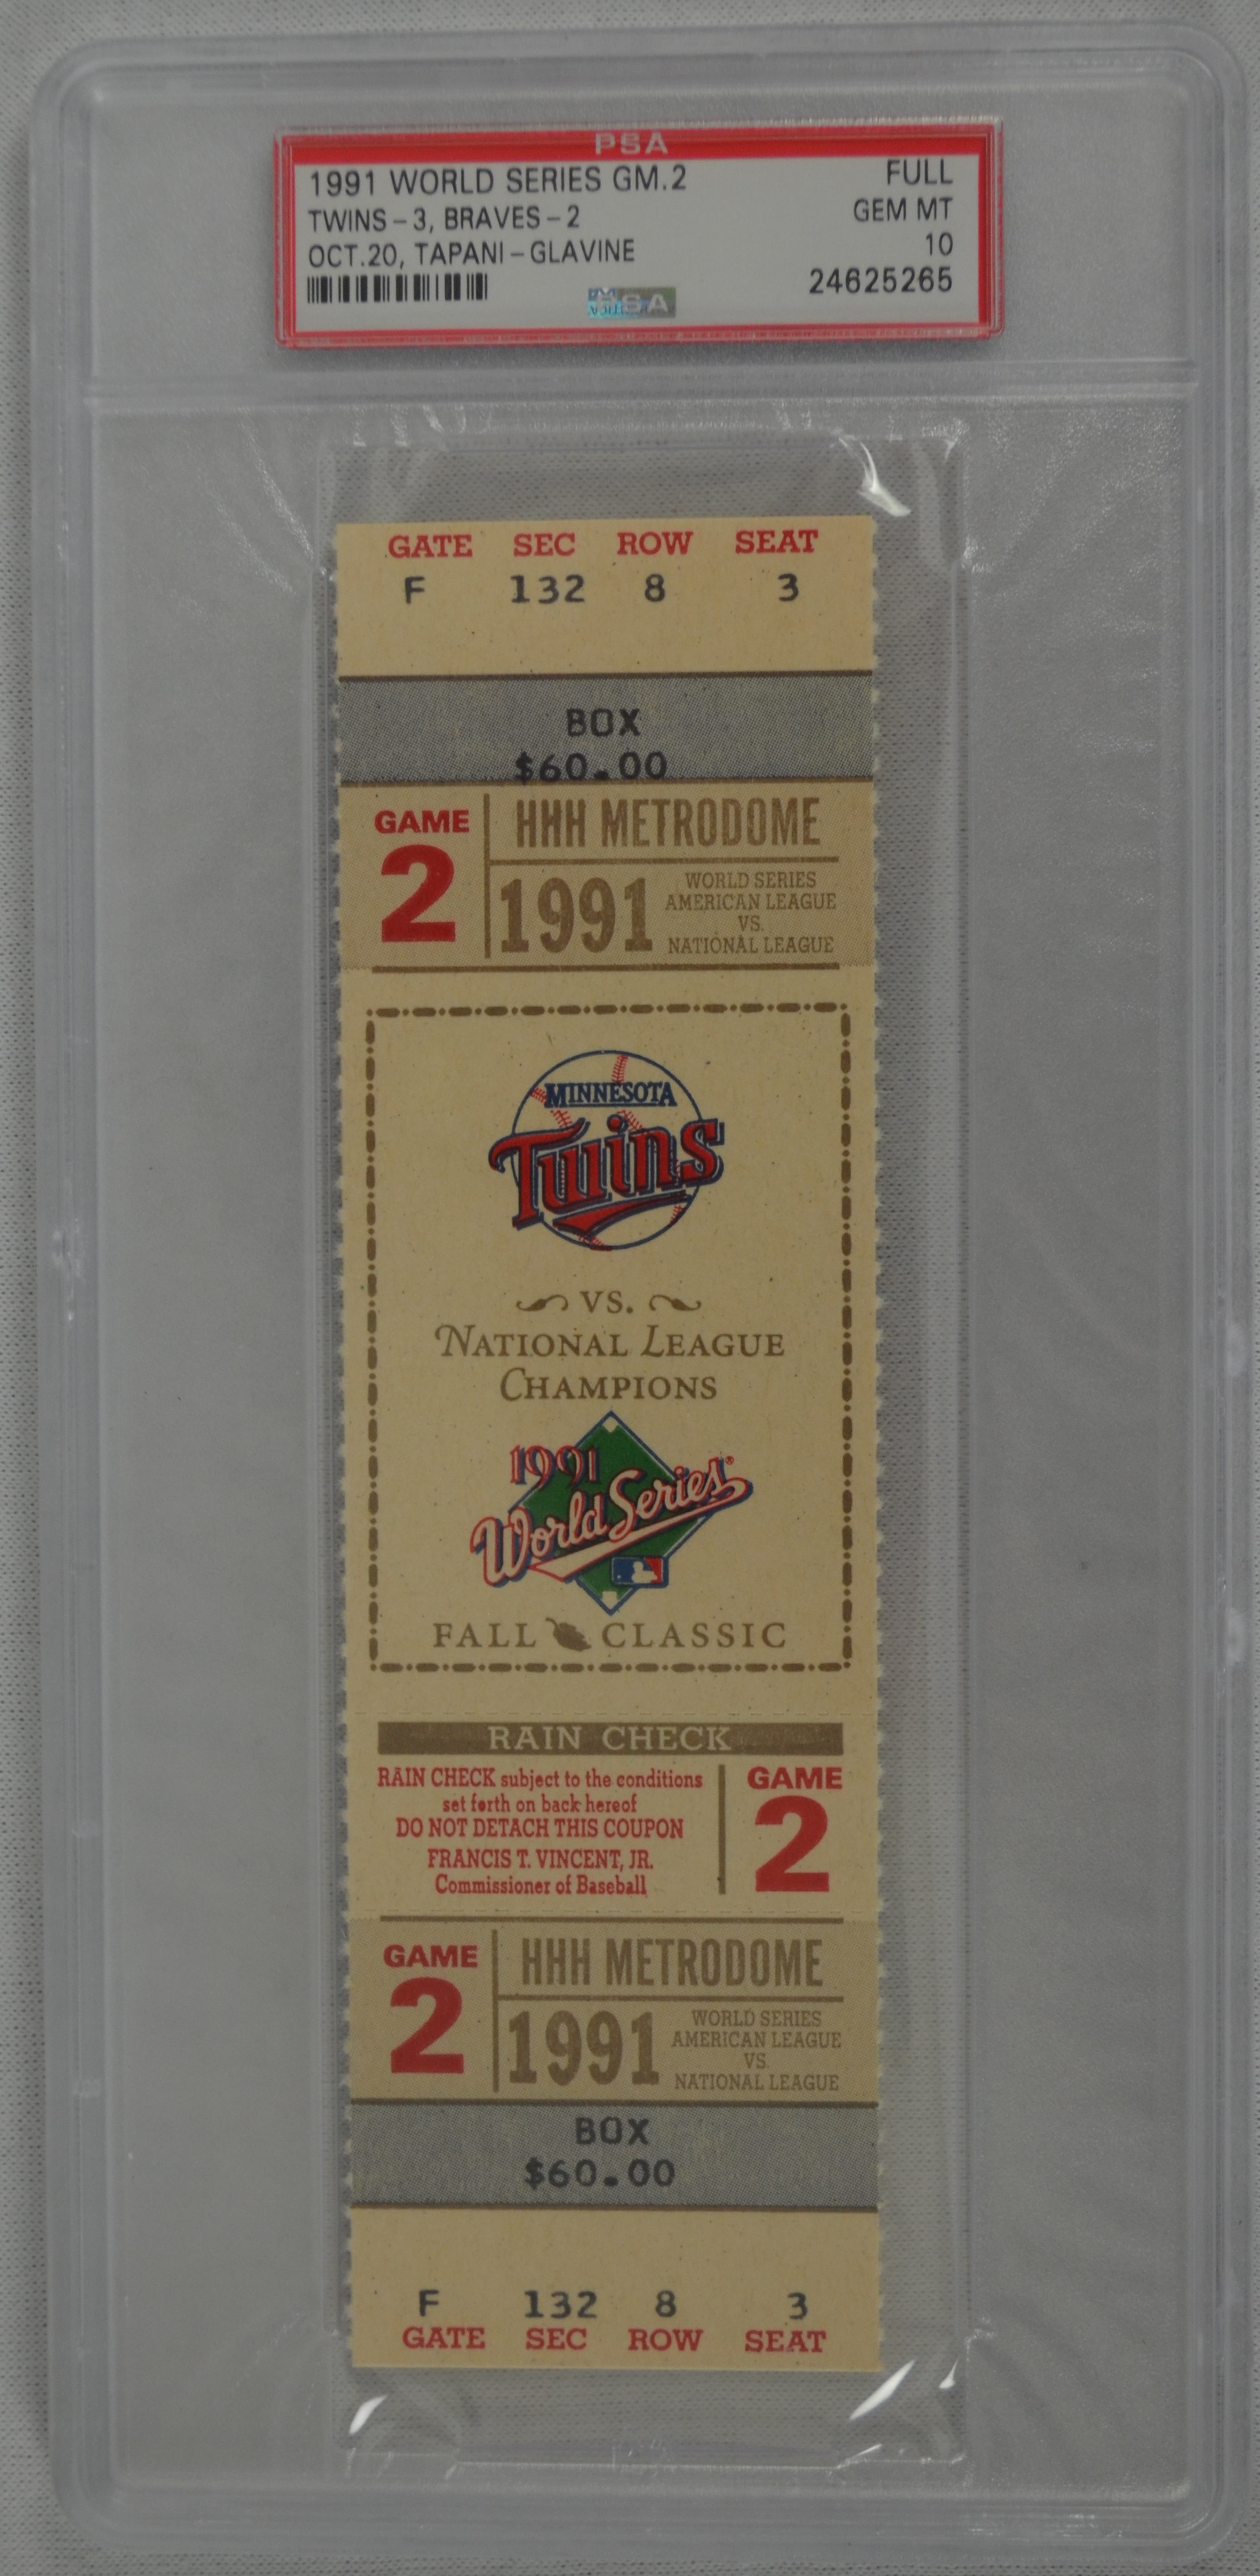 PSA
1991 WORLD SERIES GM.2 FULL
TWINS-3, BRAVES-2 GEM MT
OCT.20, TAPANI-GLAVINE 10
24625265
PSA
GATE SEC ROW SEAT
F 132 8 3
BOX
$60.00
GAME
2
HHH METRODOME
1991
WORLD SERIES
AMERICAN LEAGUE
VS.
NATIONAL LEAGUE
MINNESOTA
Twins
VS.
NATIONAL LEAGUE
CHAMPIONS
1991
World Series
FALL CLASSIC
RAIN CHECK
RAIN CHECK subject to the conditions
set forth on back hereof
DO NOT DETACH THIS COUPON
FRANCIS T. VINCENT, JR.
Commissioner of Baseball
GAME
2
GAME
2
HHH METRODOME
1991
WORLD SERIES
AMERICAN LEAGUE
VS.
NATIONAL LEAGUE
BOX
$60.00
F 132 8 3
GATE SEC ROW SEAT